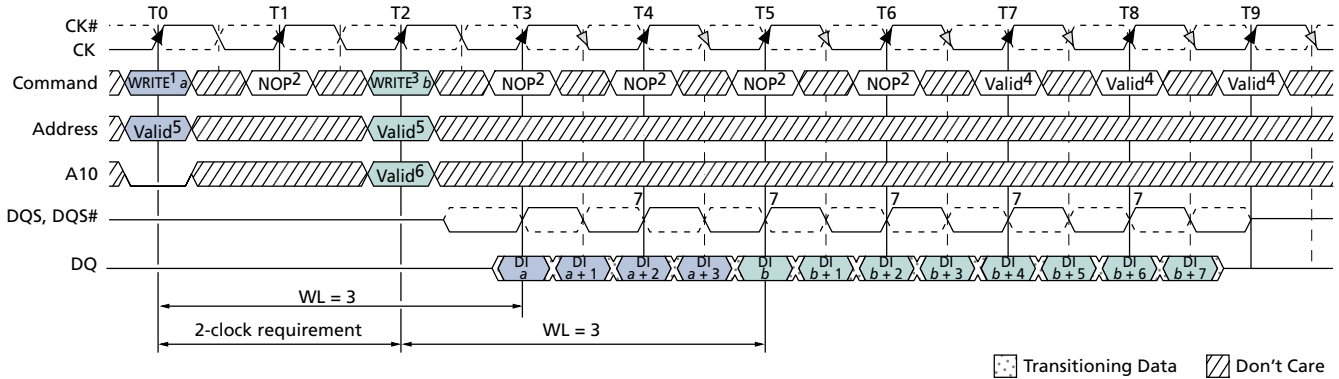 T0 T1 T2 T3 T4 T5 T6 T7 T8 T9
CK#
CK
Command WRITE1 a NOP2 WRITE3 b NOP2 NOP2 NOP2 NOP2 Valid4 Valid4 Valid4
Address Valid5 Valid5
A10 Valid6
7 7 7 7 7
DQS, DQS#
DQ DI a DI a + 1 DI a + 2 DI a + 3 DI b DI b + 1 DI b + 2 DI b + 3 DI b + 4 DI b + 5 DI b + 6 DI b + 7
WL = 3
2-clock requirement WL = 3
Transitioning Data Don't Care